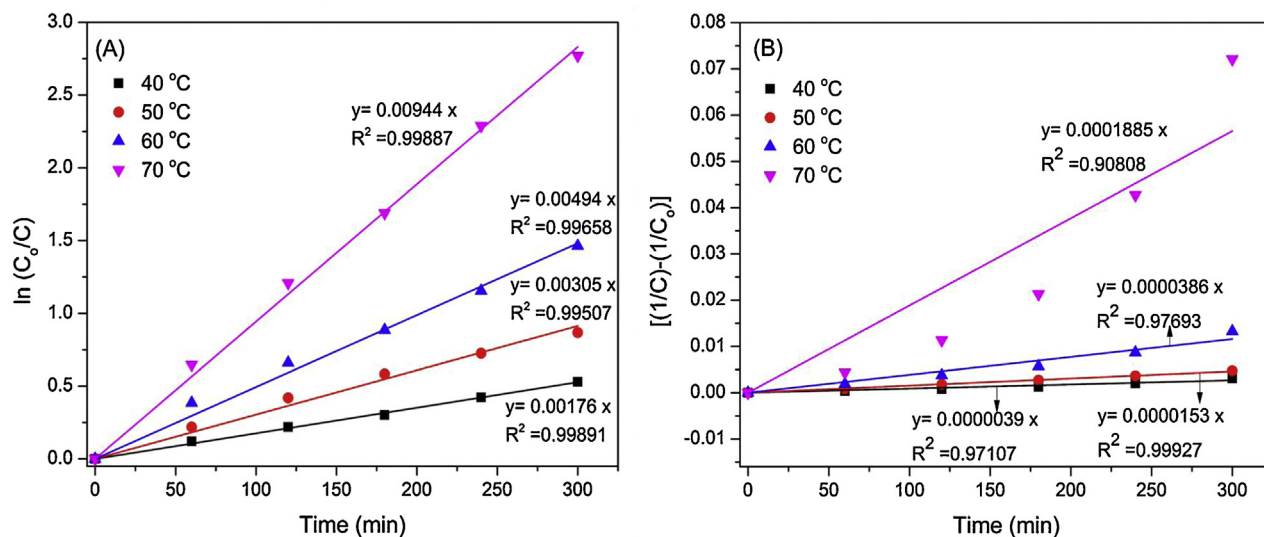 (A)
40 °C
50 °C
60 °C
70 °C
y= 0.00944 x
R² =0.99887
y= 0.00494 x
R² =0.99658
y= 0.00305 x
R² =0.99507
y= 0.00176 x
R² =0.99891
3.0
2.5
2.0
1.5
1.0
0.5
0.0
ln (Cₒ/C)
0 50 100 150 200 250 300
Time (min)
(B)
40 °C
50 °C
60 °C
70 °C
y= 0.0001885 x
R² =0.90808
y= 0.0000386 x
R² =0.97693
y= 0.0000039 x
R² =0.97107
y= 0.0000153 x
R² =0.99927
0.08
0.07
0.06
0.05
0.04
0.03
0.02
0.01
0.00
-0.01
[(1/C)-(1/Cₒ)]
0 50 100 150 200 250 300
Time (min)